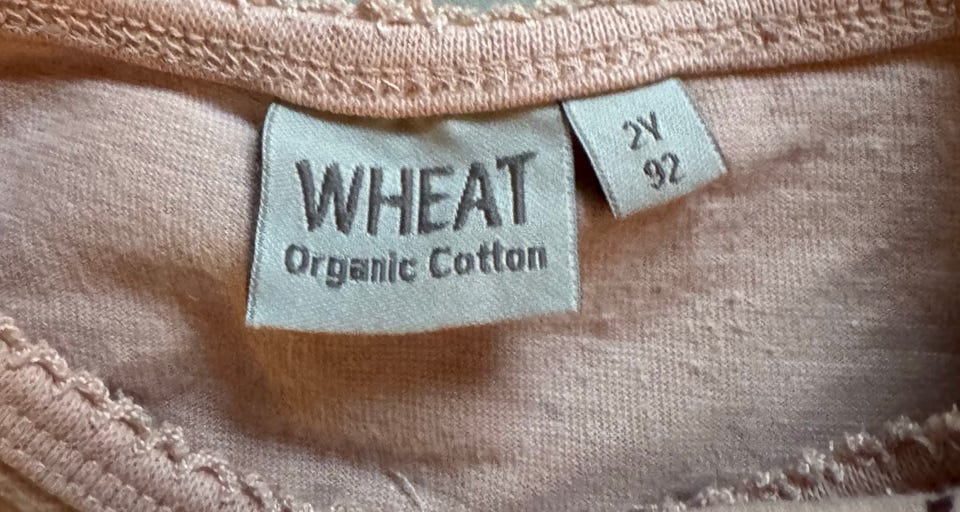 WHEAT
Organic Cotton
2Y
92